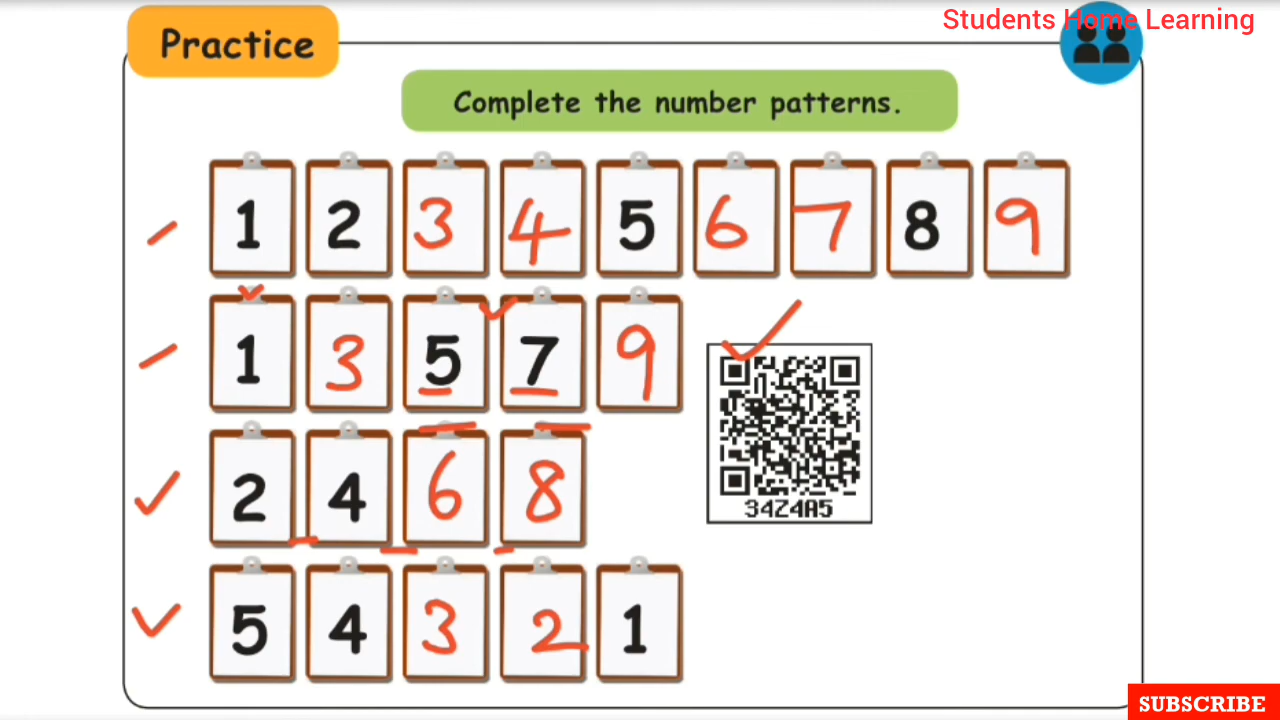 Students Home Learning
Practice
Complete the number patterns.
1 2 3 4 5 6 7 8 9
1 3 5 7 9
2 4 6 8
34Z4A5
5 4 3 2 1
SUBSCRIBE